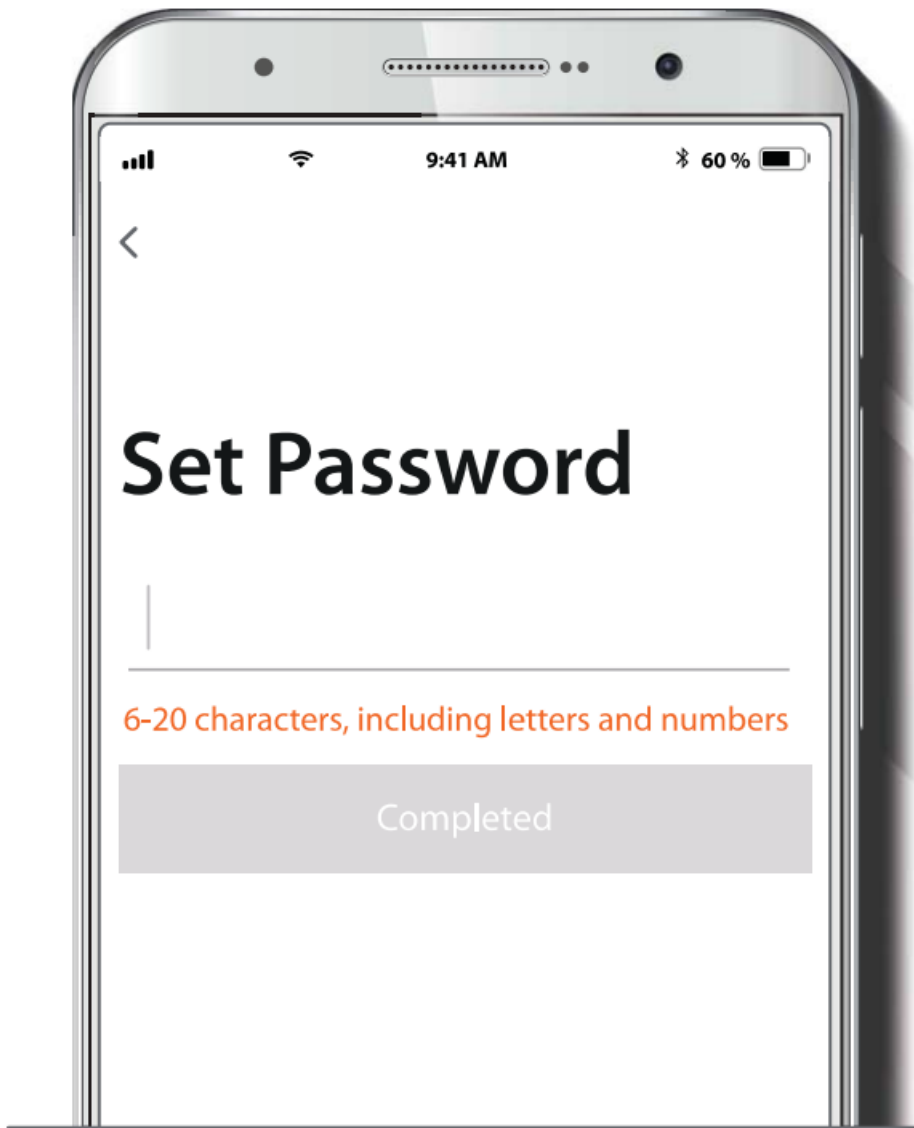 9:41 AM 60 %
Set Password
6-20 characters, including letters and numbers
Completed